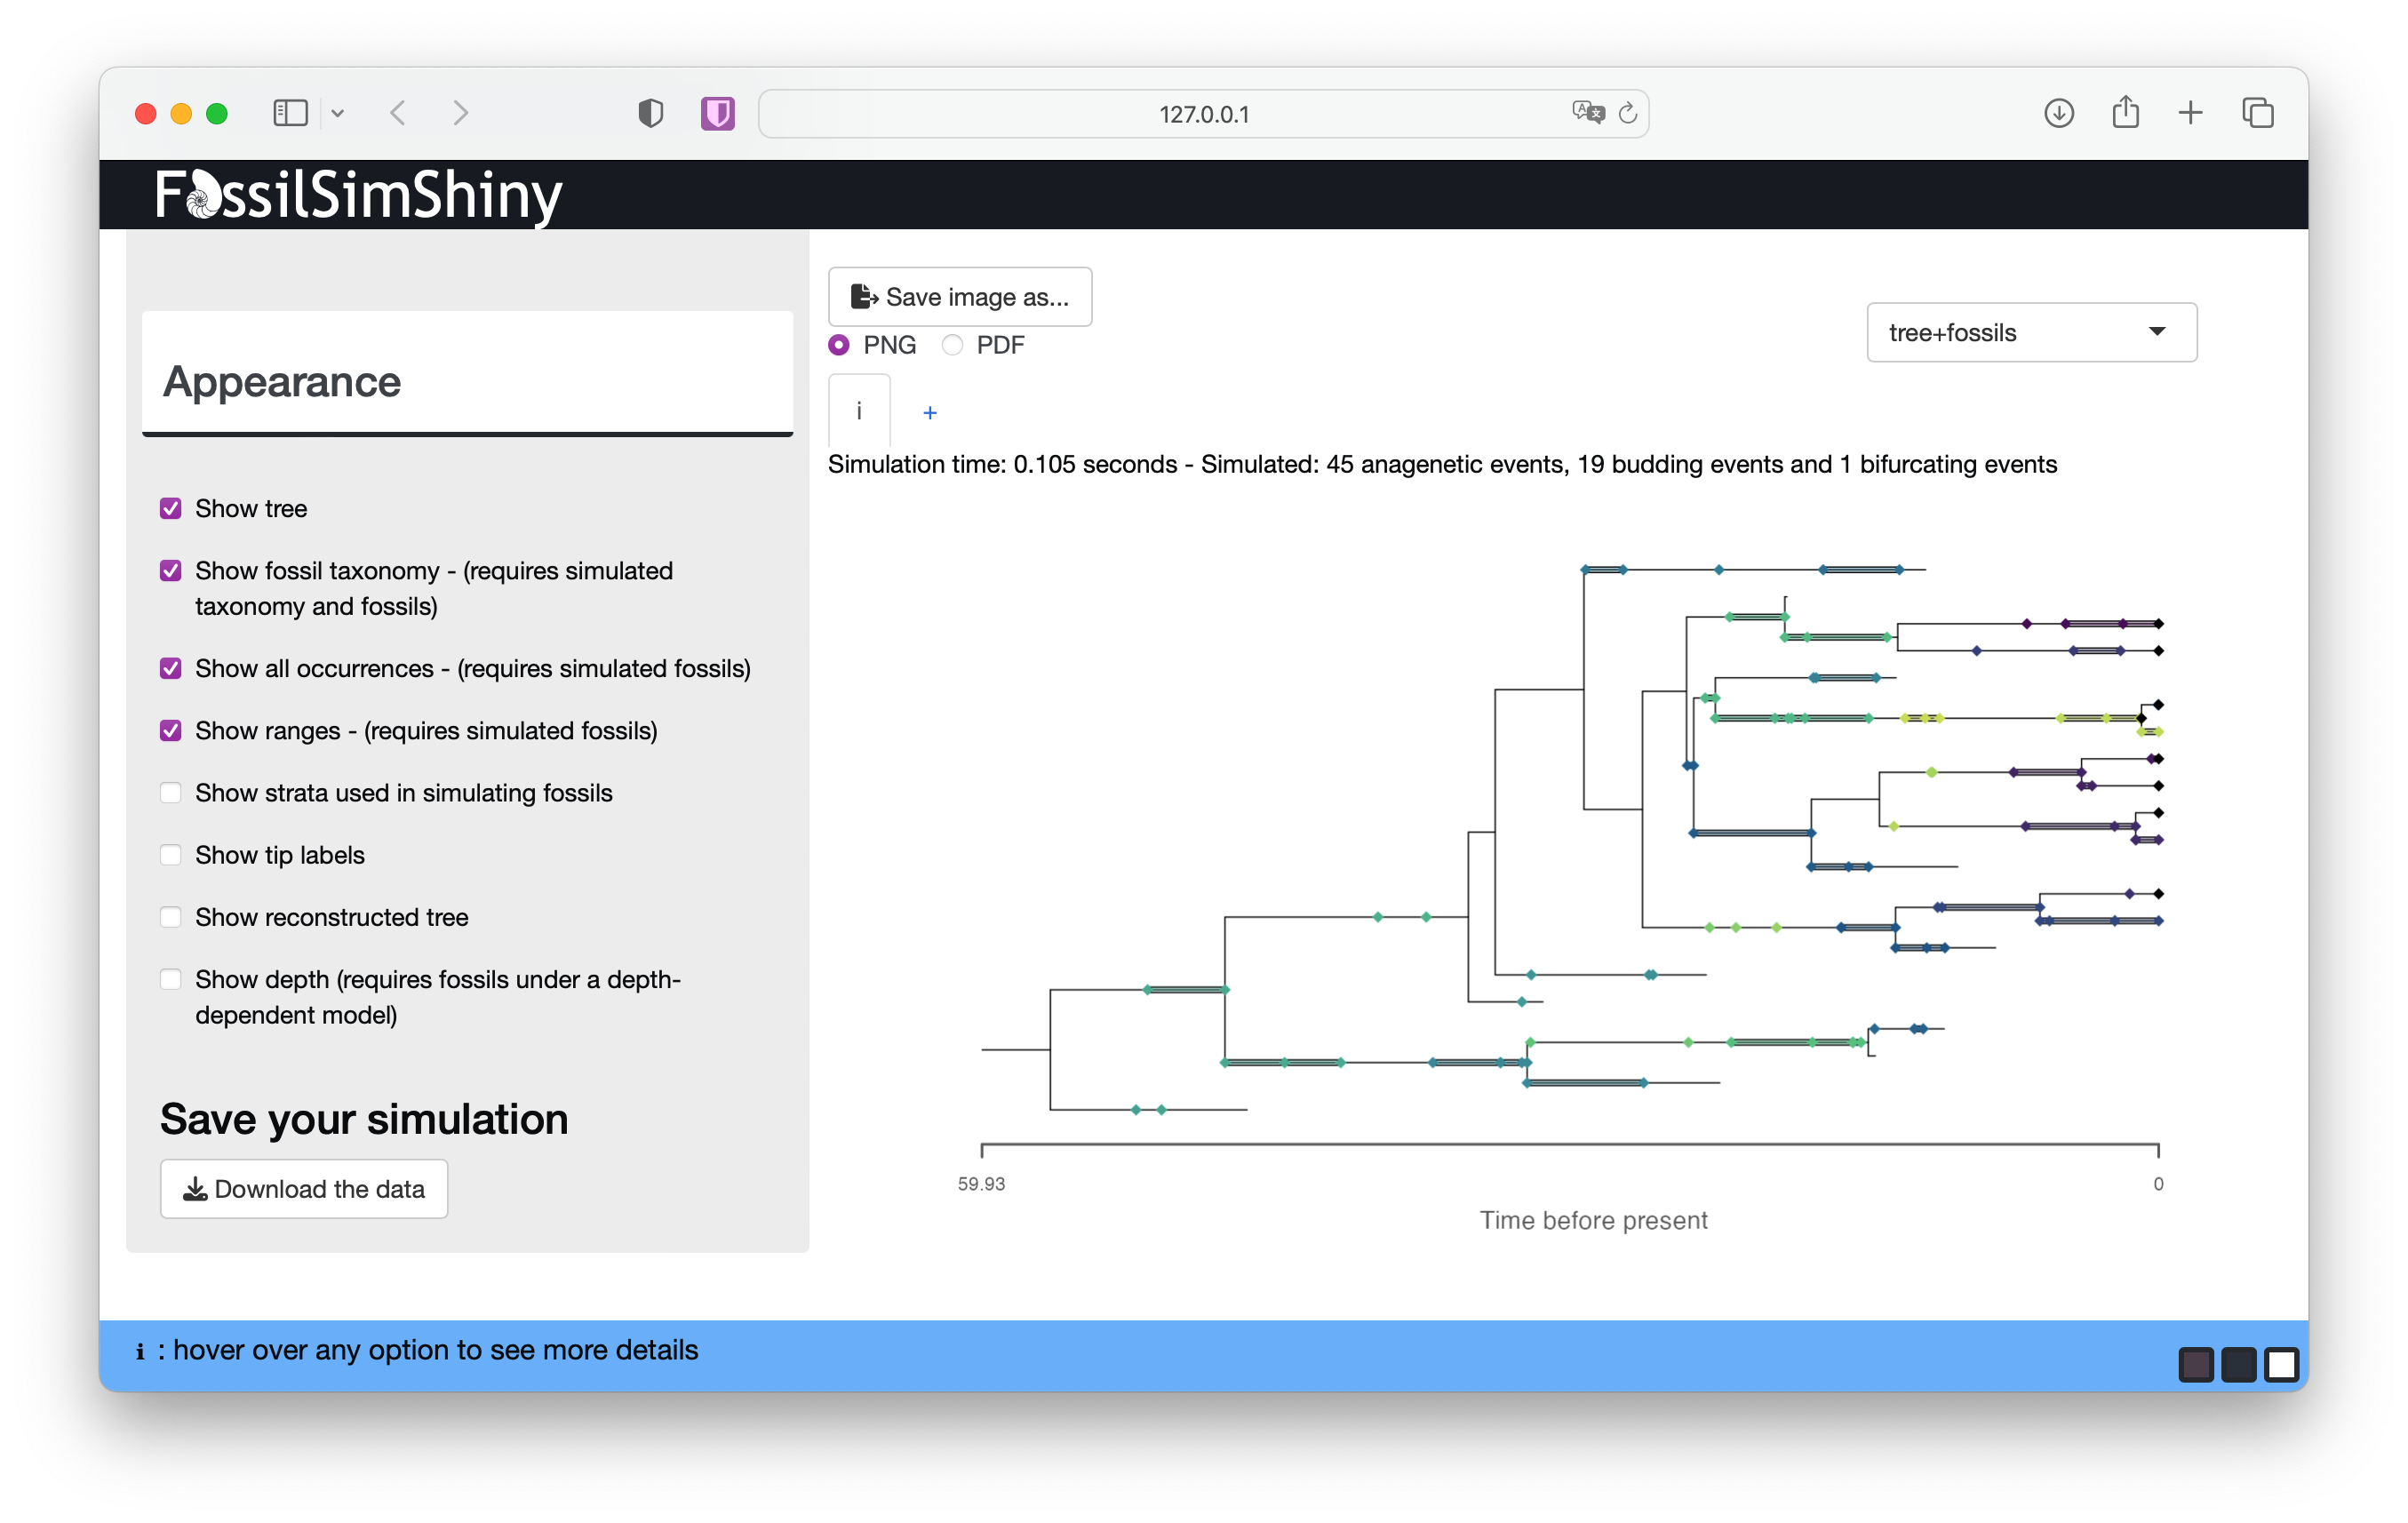 127.0.0.1
FossilSimShiny
Appearance
Show tree
Show fossil taxonomy - (requires simulated
taxonomy and fossils)
Show all occurrences - (requires simulated fossils)
Show ranges - (requires simulated fossils)
Show strata used in simulating fossils
Show tip labels
Show reconstructed tree
Show depth (requires fossils under a depth-
dependent model)
Save your simulation
Download the data
Save image as...
PNG PDF
tree+fossils
i +
Simulation time: 0.105 seconds - Simulated: 45 anagenetic events, 19 budding events and 1 bifurcating events
59.93 0
Time before present
i : hover over any option to see more details